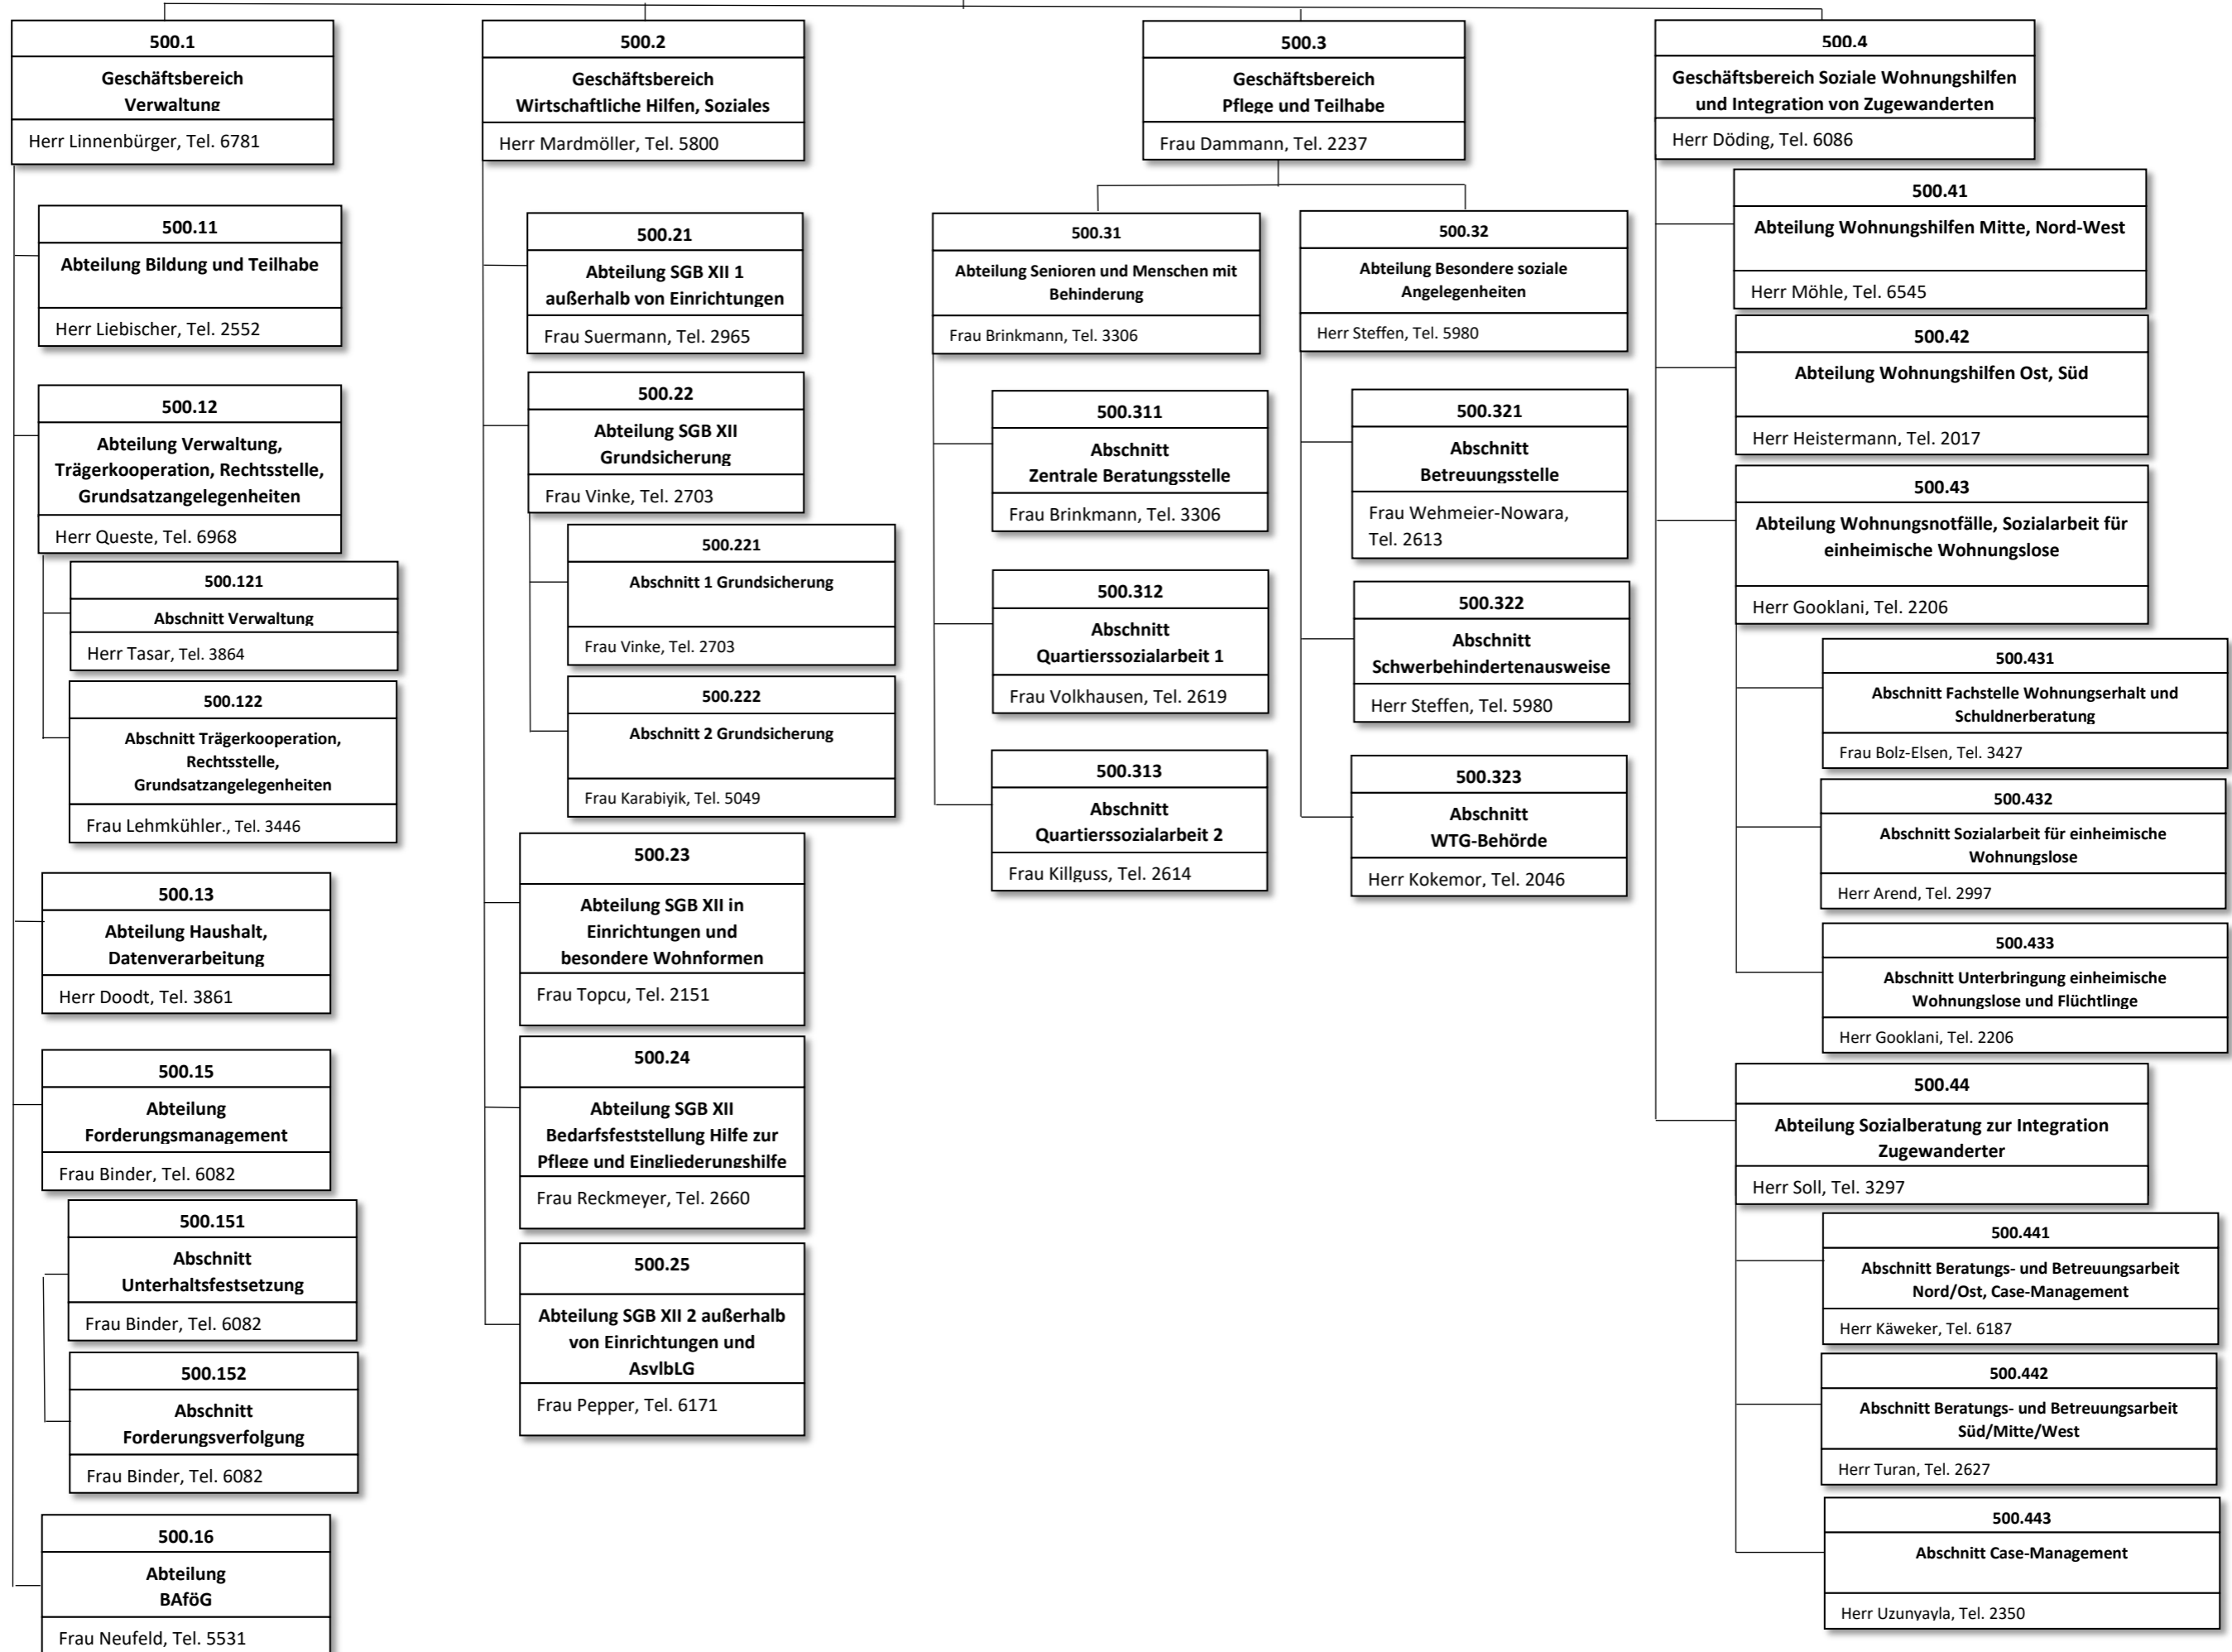 500.1
Geschäftsbereich
Verwaltung
Herr Linnenbürger, Tel. 6781
500.11
Abteilung Bildung und Teilhabe
Herr Liebischer, Tel. 2552
500.12
Abteilung Verwaltung,
Trägerkooperation, Rechtsstelle,
Grundsatzangelegenheiten
Herr Queste, Tel. 6968
500.121
Abschnitt Verwaltung
Herr Tasar, Tel. 3864
500.122
Abschnitt Trägerkooperation,
Rechtsstelle,
Grundsatzangelegenheiten
Frau Lehmkühler., Tel. 3446
500.13
Abteilung Haushalt,
Datenverarbeitung
Herr Doodt, Tel. 3861
500.15
Abteilung
Forderungsmanagement
Frau Binder, Tel. 6082
500.151
Abschnitt
Unterhaltsfestsetzung
Frau Binder, Tel. 6082
500.152
Abschnitt
Forderungsverfolgung
Frau Binder, Tel. 6082
500.16
Abteilung
BAföG
Frau Neufeld, Tel. 5531
500.2
Geschäftsbereich
Wirtschaftliche Hilfen, Soziales
Herr Mardmöller, Tel. 5800
500.21
Abteilung SGB XII 1
außerhalb von Einrichtungen
Frau Suermann, Tel. 2965
500.22
Abteilung SGB XII
Grundsicherung
Frau Vinke, Tel. 2703
500.221
Abschnitt 1 Grundsicherung
Frau Vinke, Tel. 2703
500.222
Abschnitt 2 Grundsicherung
Frau Karabiyik, Tel. 5049
500.23
Abteilung SGB XII in
Einrichtungen und
besondere Wohnformen
Frau Topcu, Tel. 2151
500.24
Abteilung SGB XII
Bedarfsfeststellung Hilfe zur
Pflege und Eingliederungshilfe
Frau Reckmeyer, Tel. 2660
500.25
Abteilung SGB XII 2 außerhalb
von Einrichtungen und
AsylbLG
Frau Pepper, Tel. 6171
500.3
Geschäftsbereich
Pflege und Teilhabe
Frau Dammann, Tel. 2237
500.31
Abteilung Senioren und Menschen mit
Behinderung
Frau Brinkmann, Tel. 3306
500.311
Abschnitt
Zentrale Beratungsstelle
Frau Brinkmann, Tel. 3306
500.312
Abschnitt
Quartierssozialarbeit 1
Frau Volkhausen, Tel. 2619
500.313
Abschnitt
Quartierssozialarbeit 2
Frau Killguss, Tel. 2614
500.32
Abteilung Besondere soziale
Angelegenheiten
Herr Steffen, Tel. 5980
500.321
Abschnitt
Betreuungsstelle
Frau Wehmeier-Nowara,
Tel. 2613
500.322
Abschnitt
Schwerbehindertenausweise
Herr Steffen, Tel. 5980
500.323
Abschnitt
WTG-Behörde
Herr Kokemor, Tel. 2046
500.4
Geschäftsbereich Soziale Wohnungshilfen
und Integration von Zugewanderten
Herr Döding, Tel. 6086
500.41
Abteilung Wohnungshilfen Mitte, Nord-West
Herr Möhle, Tel. 6545
500.42
Abteilung Wohnungshilfen Ost, Süd
Herr Heistermann, Tel. 2017
500.43
Abteilung Wohnungsnotfälle, Sozialarbeit für
einheimische Wohnungslose
Herr Gooklani, Tel. 2206
500.431
Abschnitt Fachstelle Wohnungserhalt und
Schuldnerberatung
Frau Bolz-Elsen, Tel. 3427
500.432
Abschnitt Sozialarbeit für einheimische
Wohnungslose
Herr Arend, Tel. 2997
500.433
Abschnitt Unterbringung einheimische
Wohnungslose und Flüchtlinge
Herr Gooklani, Tel. 2206
500.44
Abteilung Sozialberatung zur Integration
Zugewanderter
Herr Soll, Tel. 3297
500.441
Abschnitt Beratungs- und Betreuungsarbeit
Nord/Ost, Case-Management
Herr Käweker, Tel. 6187
500.442
Abschnitt Beratungs- und Betreuungsarbeit
Süd/Mitte/West
Herr Turan, Tel. 2627
500.443
Abschnitt Case-Management
Herr Uzunyayla, Tel. 2350